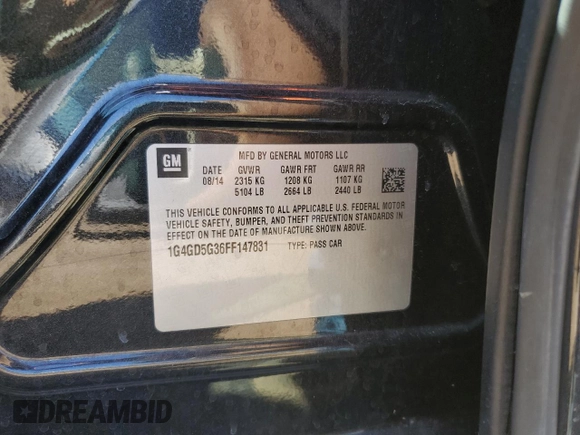 GM
MFD BY GENERAL MOTORS LLC
DATE GVWR GAWR FRT GAWR RR
08/14 2315 KG 1208 KG 1107 KG
5104 LB 2664 LB 2440 LB
THIS VEHICLE CONFORMS TO ALL APPLICABLE U.S. FEDERAL MOTOR
VEHICLE SAFETY, BUMPER, AND THEFT PREVENTION STANDARDS IN
EFFECT ON THE DATE OF MANUFACTURE SHOWN ABOVE.
1G4GD5G36FF147831 TYPE: PASS CAR
DREAMBID